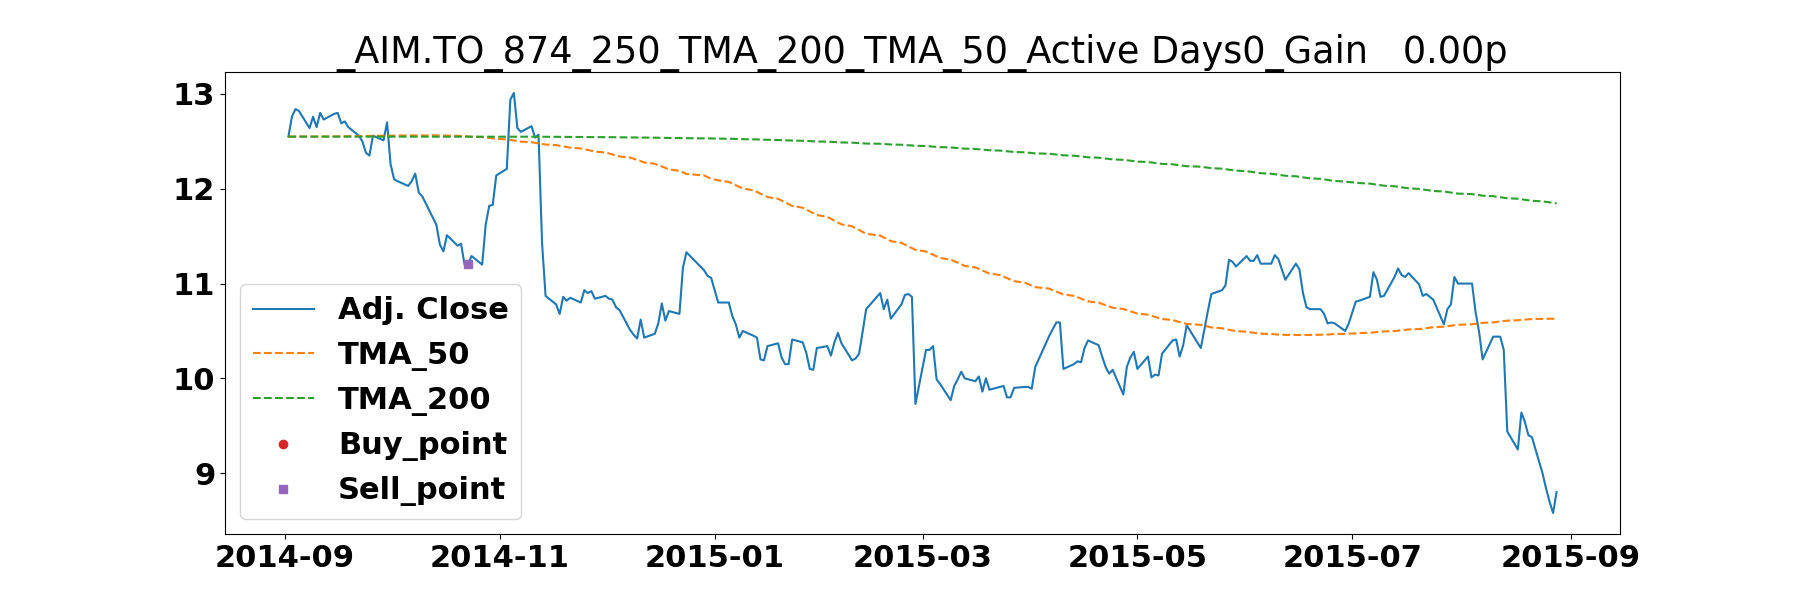 _AIM.TO_874_250_TMA_200_TMA_50_Active Days0_Gain   0.00p
13
12
11
10
9
Adj. Close
TMA_50
TMA_200
Buy_point
Sell_point
2014-09 2014-11 2015-01 2015-03 2015-05 2015-07 2015-09